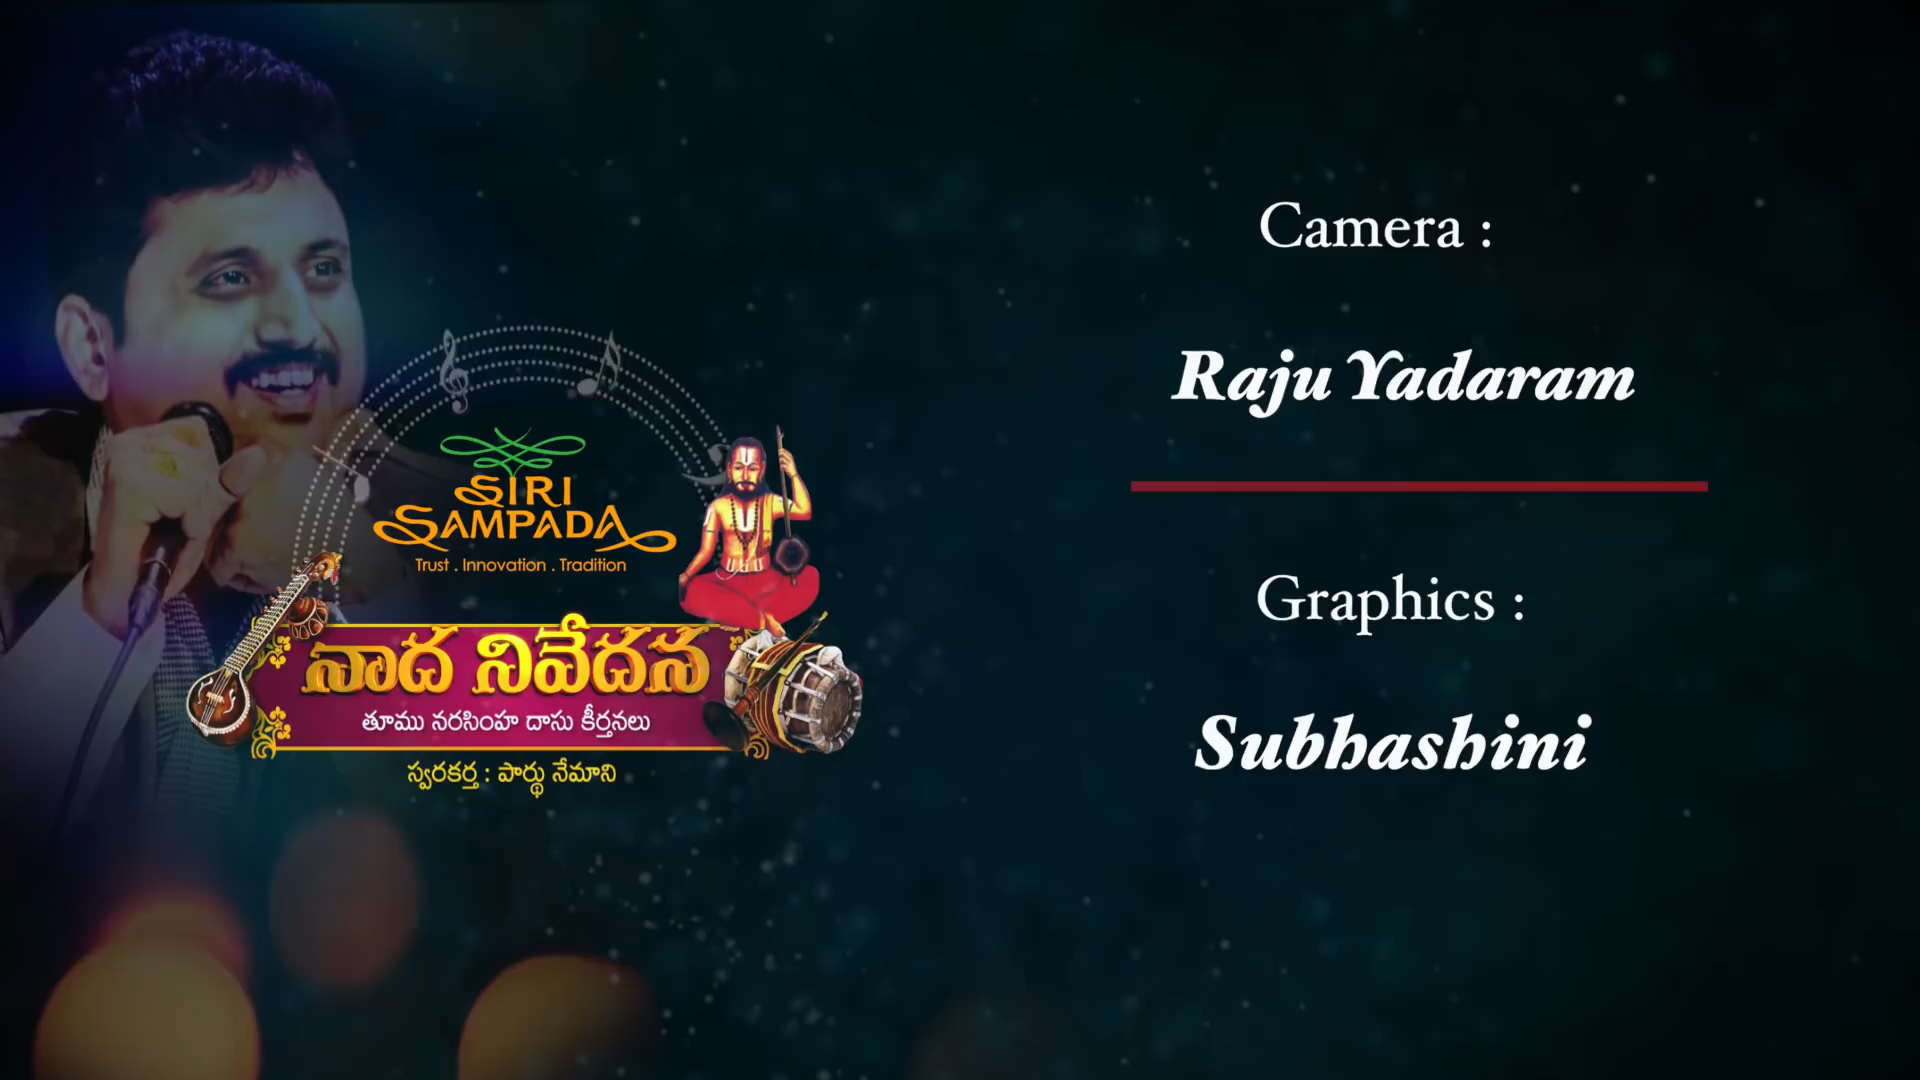 SIRI
SAMPADA
Trust . Innovation . Tradition
నాద నివేదన
తూము నరసింహ దాసు కీర్తనలు
స్వరకర్త : పార్థు నేమాని
Camera :
Raju Yadaram
Graphics :
Subhashini